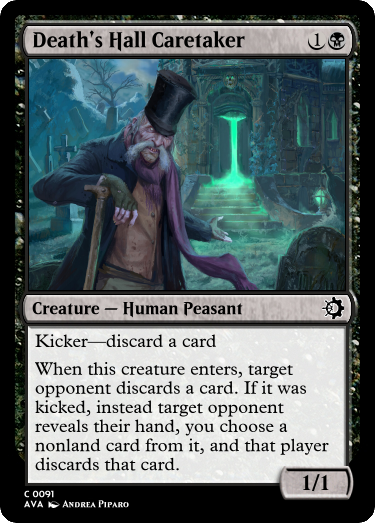 Death's Hall Caretaker 1
Creature — Human Peasant
Kicker—discard a card
When this creature enters, target
opponent discards a card. If it was
kicked, instead target opponent
reveals their hand, you choose a
nonland card from it, and that player
discards that card.
1/1
C 0091
AVA Andrea Piparo